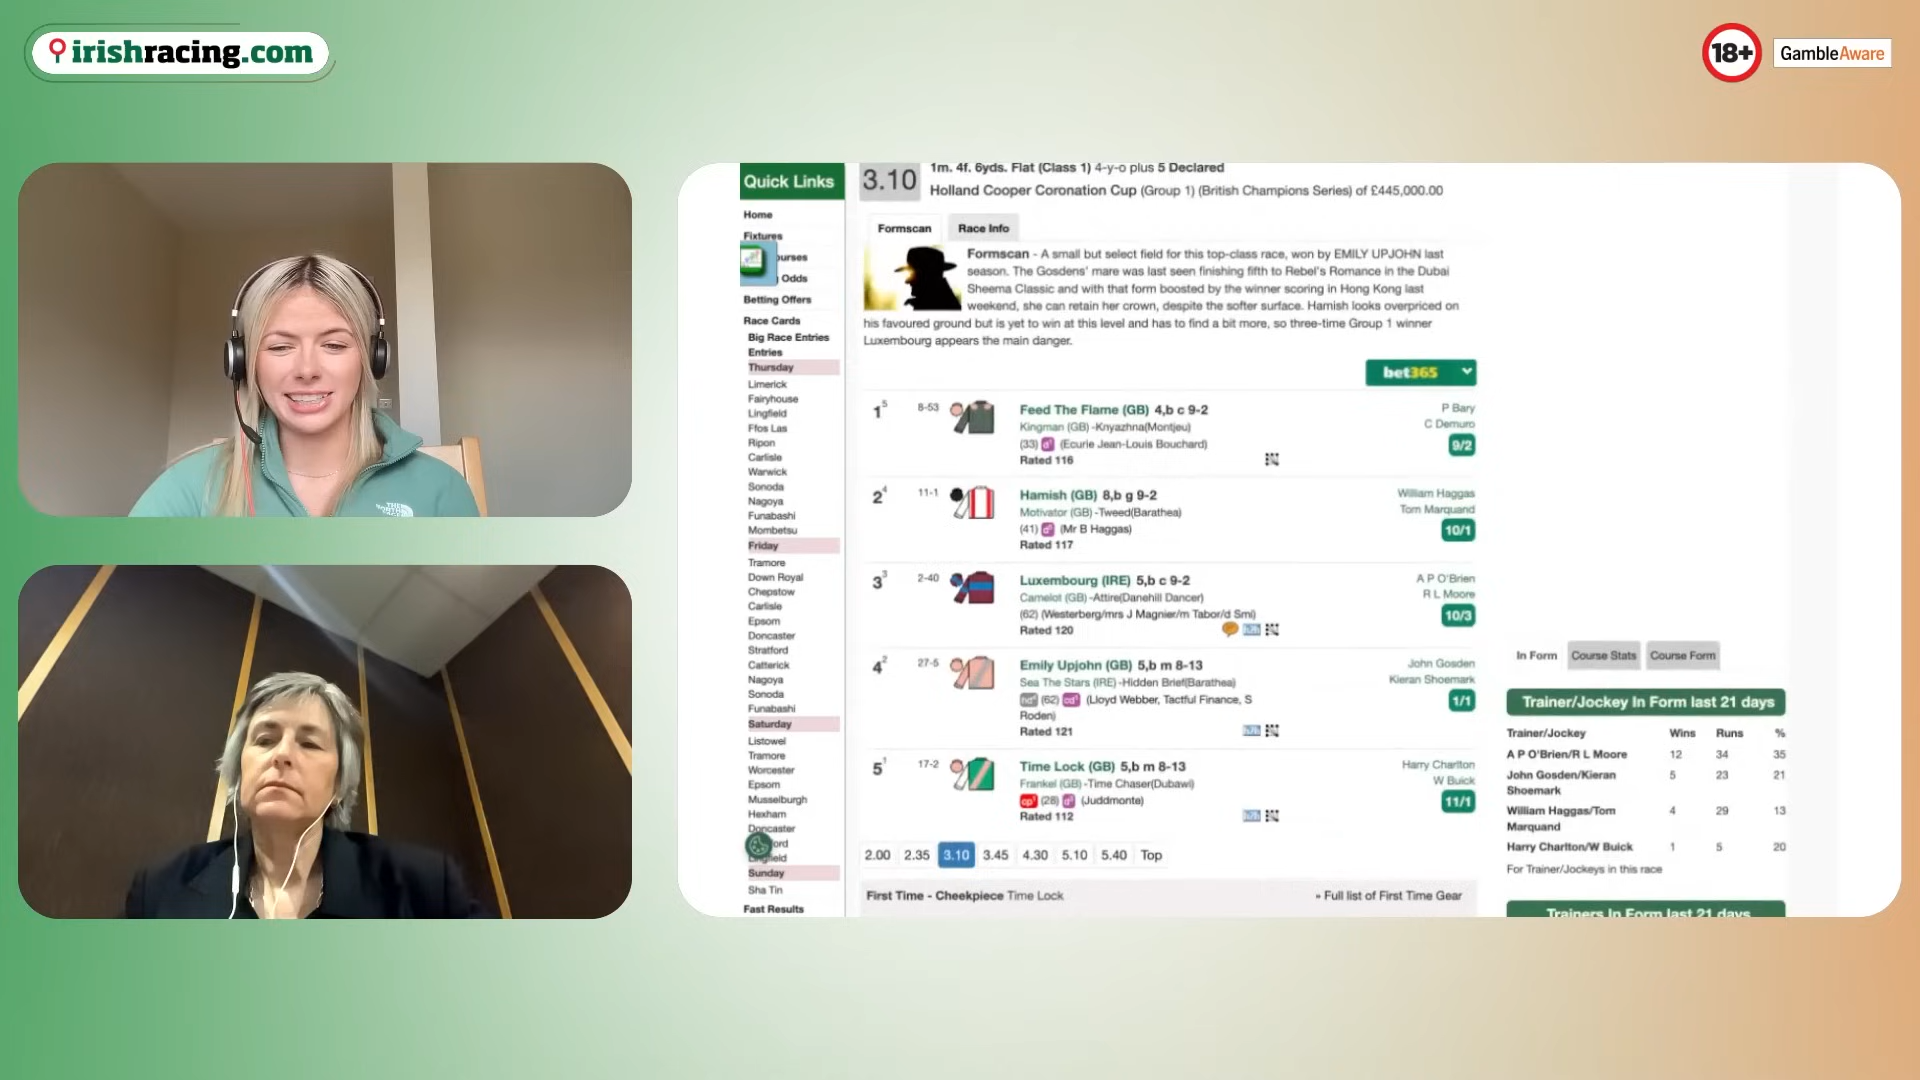 irishracing.com
18+
GambleAware
Quick Links
Home
Fixtures
Odds
Betting Offers
Race Cards
Big Race Entries
Entries
Thursday
Limerick
Fairyhouse
Lingfield
Ffos Las
Ripon
Carlisle
Warwick
Sonoda
Nagoya
Funabashi
Mombetsu
Friday
Tramore
Down Royal
Chepstow
Carlisle
Epsom
Doncaster
Stratford
Catterick
Nagoya
Sonoda
Funabashi
Saturday
Listowel
Tramore
Worcester
Epsom
Musselburgh
Hexham
Doncaster
Sunday
Sha Tin
Fast Results
3.10
1m. 4f. 6yds. Flat (Class 1) 4-y-o plus 5 Declared
Holland Cooper Coronation Cup (Group 1) (British Champions Series) of £445,000.00
Formscan Race Info
Formscan - A small but select field for this top-class race, won by EMILY UPJOHN last
season. The Gosdens' mare was last seen finishing fifth to Rebel's Romance in the Dubai
Sheema Classic and with that form boosted by the winner scoring in Hong Kong last
weekend, she can retain her crown, despite the softer surface. Hamish looks overpriced on
his favoured ground but is yet to win at this level and has to find a bit more, so three-time Group 1 winner
Luxembourg appears the main danger.
bet365
1 5 8-53 Feed The Flame (GB) 4,b c 9-2 P Bary
Kingman (GB) -Knyazhna(Montjeu) C Demuro
(33) (Ecurie Jean-Louis Bouchard) 9/2
Rated 116
2 4 11-1 Hamish (GB) 8,b g 9-2 William Haggas
Motivator (GB) -Tweed(Barathea) Tom Marquand
(41) (Mr B Haggas) 10/1
Rated 117
3 3 2-40 Luxembourg (IRE) 5,b c 9-2 A P O'Brien
Camelot (GB) -Attire(Danehill Dancer) R L Moore
(62) (Westerberg/mrs J Magnier/m Tabor/d Smi) 10/3
Rated 120
4 2 27-5 Emily Upjohn (GB) 5,b m 8-13 John Gosden
Sea The Stars (IRE) -Hidden Brief(Barathea) Kieran Shoemark
(62) (Lloyd Webber, Tactful Finance, S 1/1
Roden)
Rated 121
5 1 17-2 Time Lock (GB) 5,b m 8-13 Harry Charlton
Frankel (GB) -Time Chaser(Dubawi) W Buick
(28) (Juddmonte) 11/1
Rated 112
2.00 2.35 3.10 3.45 4.30 5.10 5.40 Top
First Time - Cheekpiece Time Lock » Full list of First Time Gear
In Form Course Stats Course Form
Trainer/Jockey In Form last 21 days
Trainer/Jockey Wins Runs %
A P O'Brien/R L Moore 12 34 35
John Gosden/Kieran 5 23 21
Shoemark
William Haggas/Tom 4 29 13
Marquand
Harry Charlton/W Buick 1 5 20
For Trainer/Jockeys in this race
Trainers In Form last 21 days
THE
NORTH
FACE